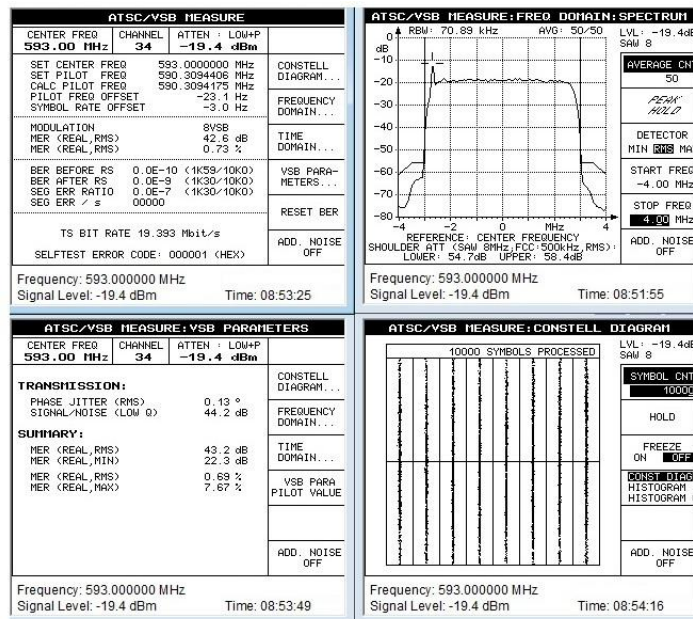 ATSC/VSB MEASURE
CENTER FREQ CHANNEL ATTEN : LOW+P
593.00 MHz 34 -19.4 dBm
SET CENTER FREQ 593.0000000 MHz
SET PILOT FREQ 590.3094406 MHz
CALC PILOT FREQ 590.3094175 MHz
PILOT FREQ OFFSET -23.1 Hz
SYMBOL RATE OFFSET -3.0 Hz
MODULATION 8VSB
MER (REAL,RMS) 42.6 dB
MER (REAL,RMS) 0.73 %
BER BEFORE RS 0.0E-10 (1K59/10K0)
BER AFTER RS 0.0E-9 (1K30/10K0)
SEG ERR RATIO 0.0E-7 (1K30/10K0)
SEG ERR / s 00000
TS BIT RATE 19.393 Mbit/s
SELFTEST ERROR CODE: 000001 (HEX)
CONSTELL
DIAGRAM...
FREQUENCY
DOMAIN...
TIME
DOMAIN...
VSB PARA-
METERS...
RESET BER
ADD. NOISE
OFF
Frequency: 593.000000 MHz
Signal Level: -19.4 dBm Time: 08:53:25
ATSC/VSB MEASURE:FREQ DOMAIN:SPECTRUM
RBW: 70.89 kHz AVG: 50/50
0
dB
-10
-20
-30
-40
-50
-60
-70
-80
-4 -2 0 MHz 4
REFERENCE: CENTER FREQUENCY
SHOULDER ATT (SAW 8MHz,FCC:500kHz,RMS):
LOWER: 54.7dB UPPER: 58.4dB
LVL: -19.4dB
SAW 8
AVERAGE CNT
50
PEAK
HOLD
DETECTOR
MIN RMS MA
START FREQ
-4.00 MHz
STOP FREQ
4.00 MHz
ADD. NOISE
OFF
Frequency: 593.000000 MHz
Signal Level: -19.4 dBm Time: 08:51:55
ATSC/VSB MEASURE:VSB PARAMETERS
CENTER FREQ CHANNEL ATTEN : LOW+P
593.00 MHz 34 -19.4 dBm
TRANSMISSION:
PHASE JITTER (RMS) 0.13 °
SIGNAL/NOISE (LOW Q) 44.2 dB
SUMMARY:
MER (REAL,RMS) 43.2 dB
MER (REAL,MIN) 22.3 dB
MER (REAL,RMS) 0.69 %
MER (REAL,MAX) 7.67 %
CONSTELL
DIAGRAM...
FREQUENCY
DOMAIN...
TIME
DOMAIN...
VSB PARA
PILOT VALUE
ADD. NOISE
OFF
Frequency: 593.000000 MHz
Signal Level: -19.4 dBm Time: 08:53:49
ATSC/VSB MEASURE:CONSTELL DIAGRAM
10000 SYMBOLS PROCESSED
LVL: -19.4dB
SAW 8
SYMBOL CNT
10000
HOLD
FREEZE
ON OFF
CONST DIAG
HISTOGRAM
HISTOGRAM
ADD. NOISE
OFF
Frequency: 593.000000 MHz
Signal Level: -19.4 dBm Time: 08:54:16